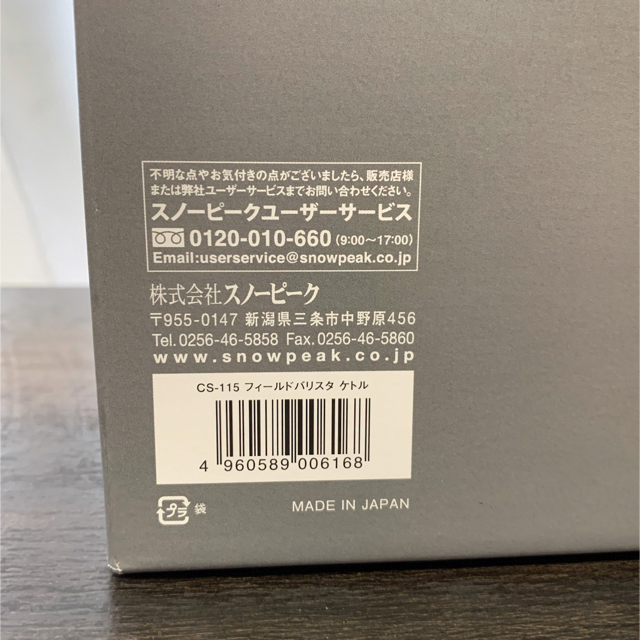 不明な点やお気付きの点がございましたら、販売店様
または弊社ユーザーサービスまでお問い合わせください。
スノーピークユーザーサービス
0120-010-660 (9:00〜17:00)
Email:userservice@snowpeak.co.jp
株式会社スノーピーク
〒955-0147 新潟県三条市中野原456
Tel.0256-46-5858 Fax.0256-46-5860
www.snowpeak.co.jp
CS-115 フィールドバリスタ ケトル
4 960589 006168
プラ 袋
MADE IN JAPAN